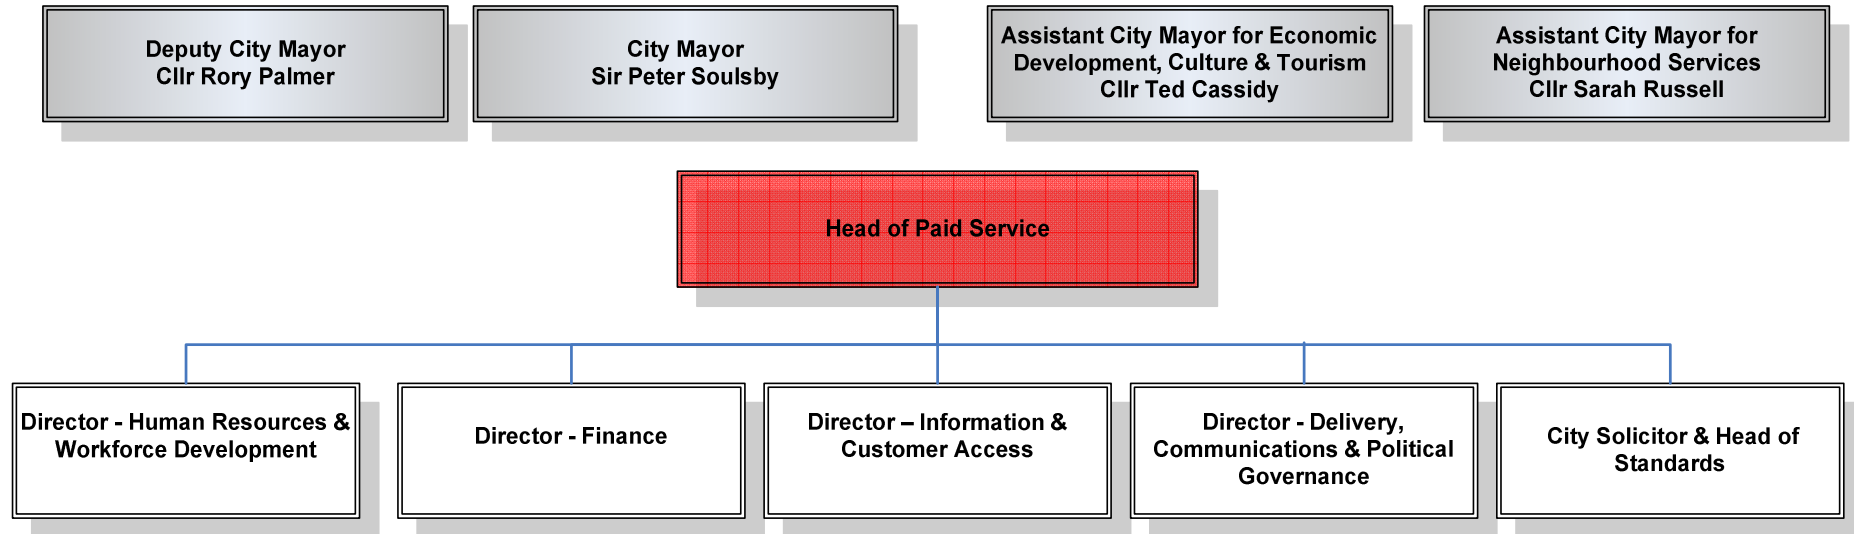 Deputy City Mayor
Cllr Rory Palmer
City Mayor
Sir Peter Soulsby
Assistant City Mayor for Economic
Development, Culture & Tourism
Cllr Ted Cassidy
Assistant City Mayor for
Neighbourhood Services
Cllr Sarah Russell
Head of Paid Service
Director - Human Resources &
Workforce Development
Director - Finance
Director – Information &
Customer Access
Director - Delivery,
Communications & Political
Governance
City Solicitor & Head of
Standards